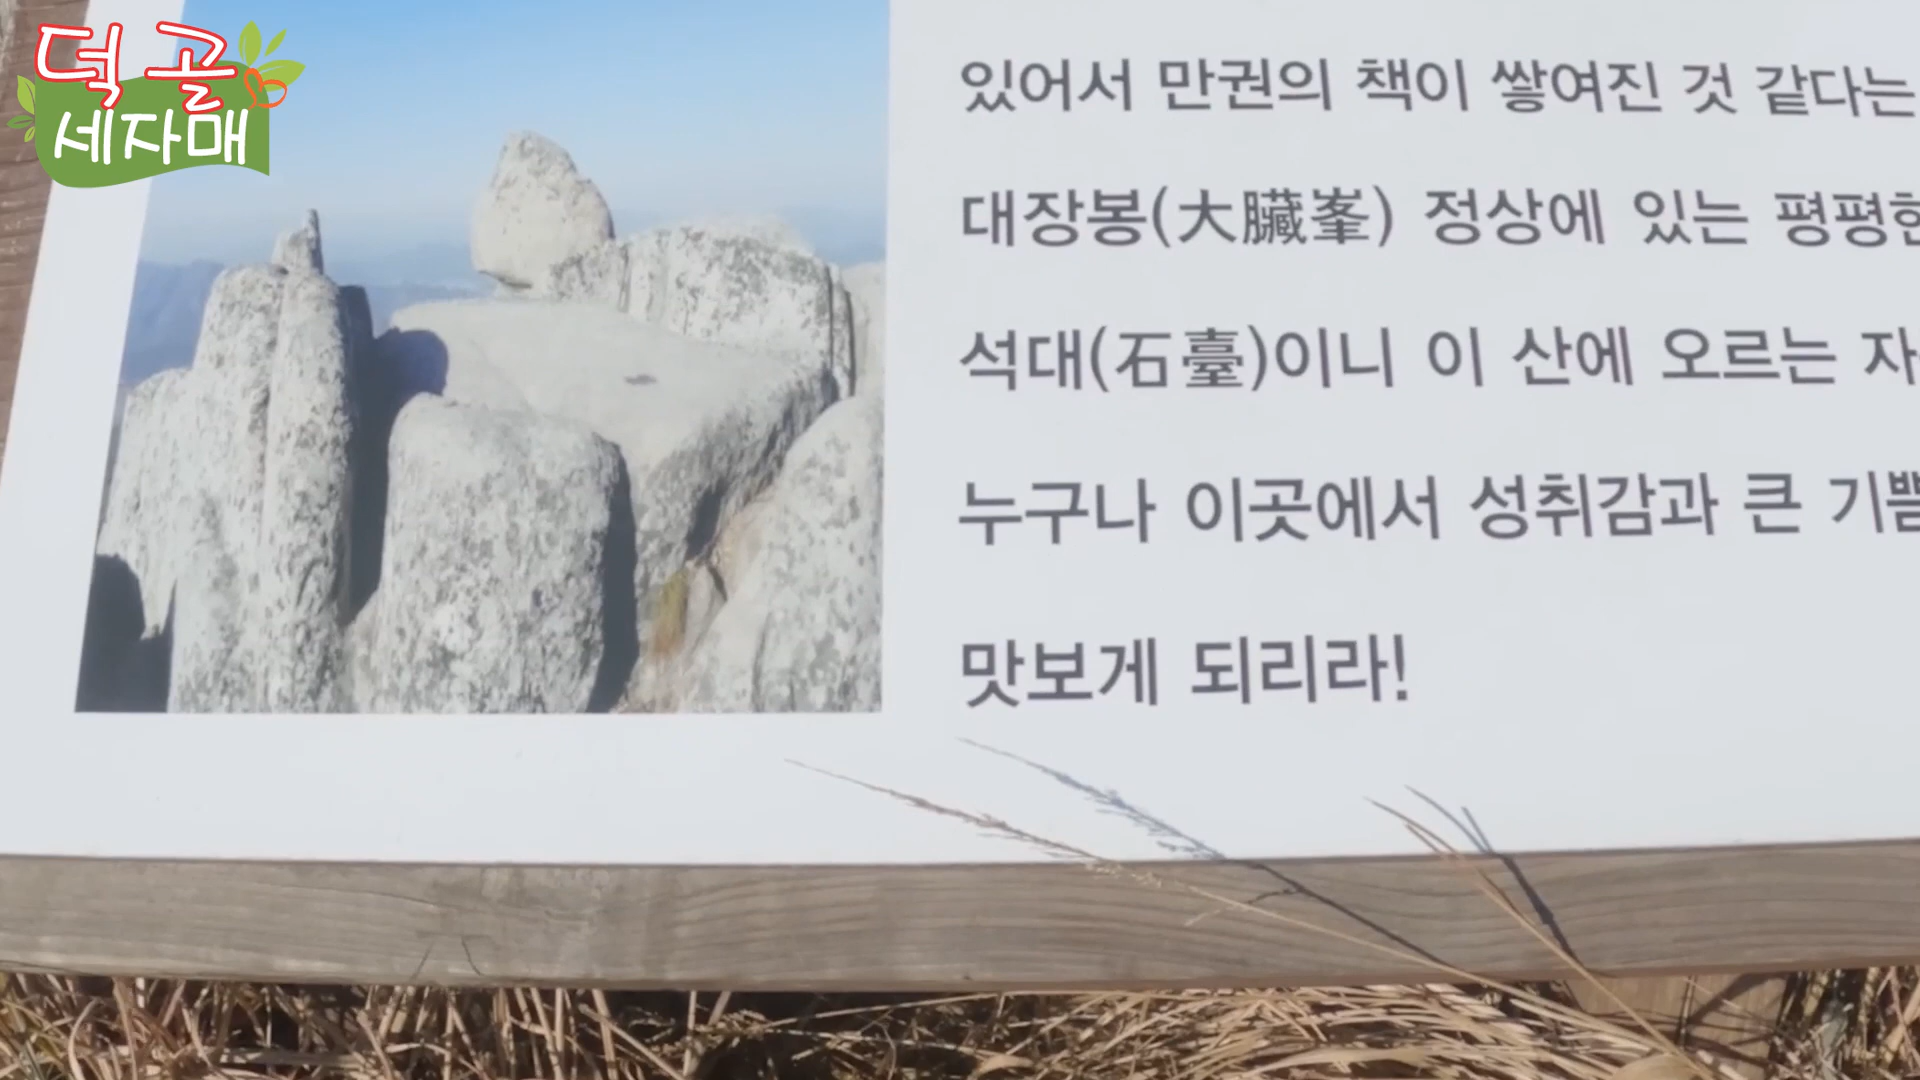 덕골
세자매
있어서 만권의 책이 쌓여진 것 같다는
대장봉(大臟峯) 정상에 있는
석대(石臺)이니 이 산에 오르는
누구나 이곳에서 성취감과 큰
맛보게 되리라!